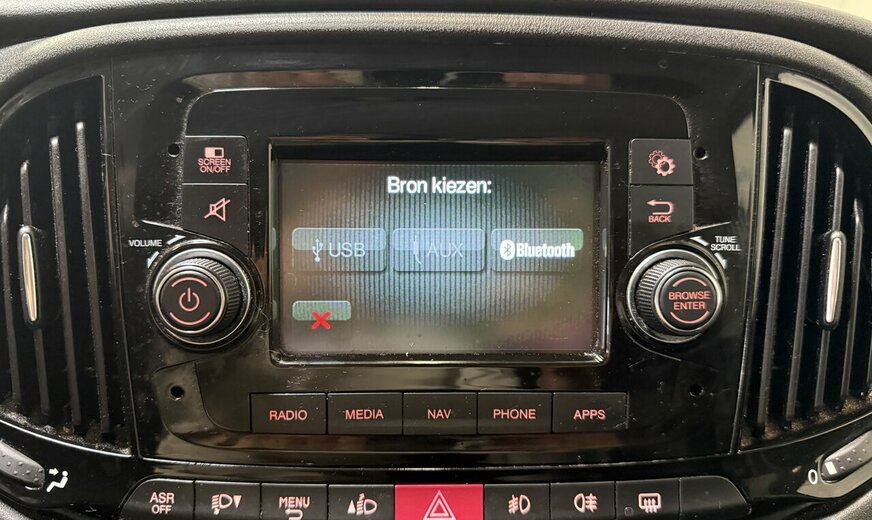 Bron kiezen:
SCREEN
ON/OFF
BACK
VOLUME
TUNE
SCROLL
USB
AUX
Bluetooth
BROWSE
ENTER
RADIO
MEDIA
NAV
PHONE
APPS
ASR
OFF
MENU
0